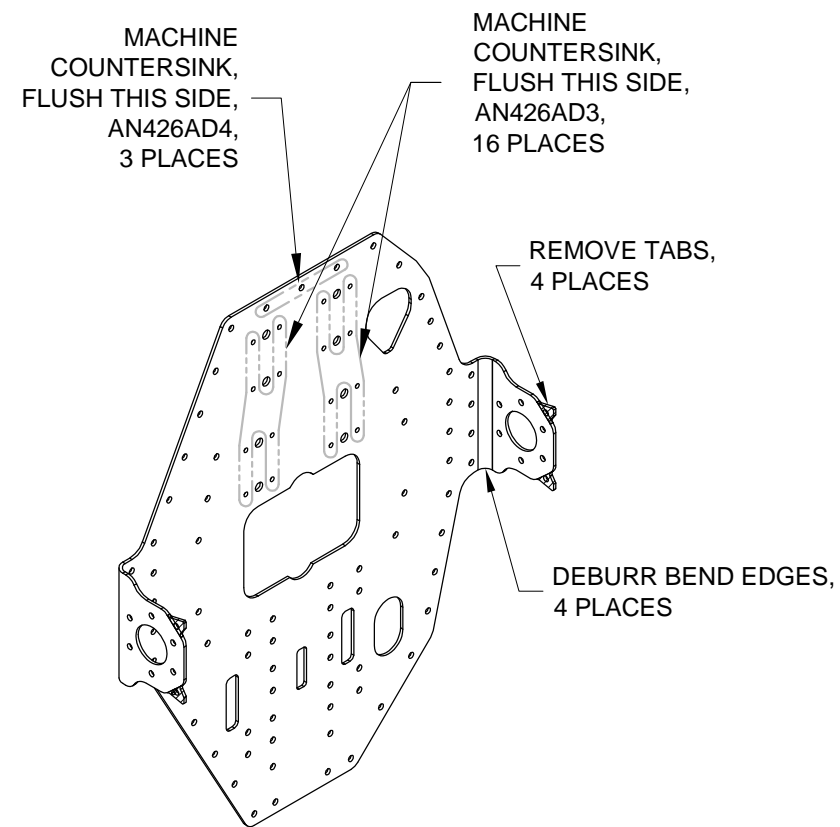 MACHINE
COUNTERSINK,
FLUSH THIS SIDE,
AN426AD4,
3 PLACES
MACHINE
COUNTERSINK,
FLUSH THIS SIDE,
AN426AD3,
16 PLACES
REMOVE TABS,
4 PLACES
DEBURR BEND EDGES,
4 PLACES